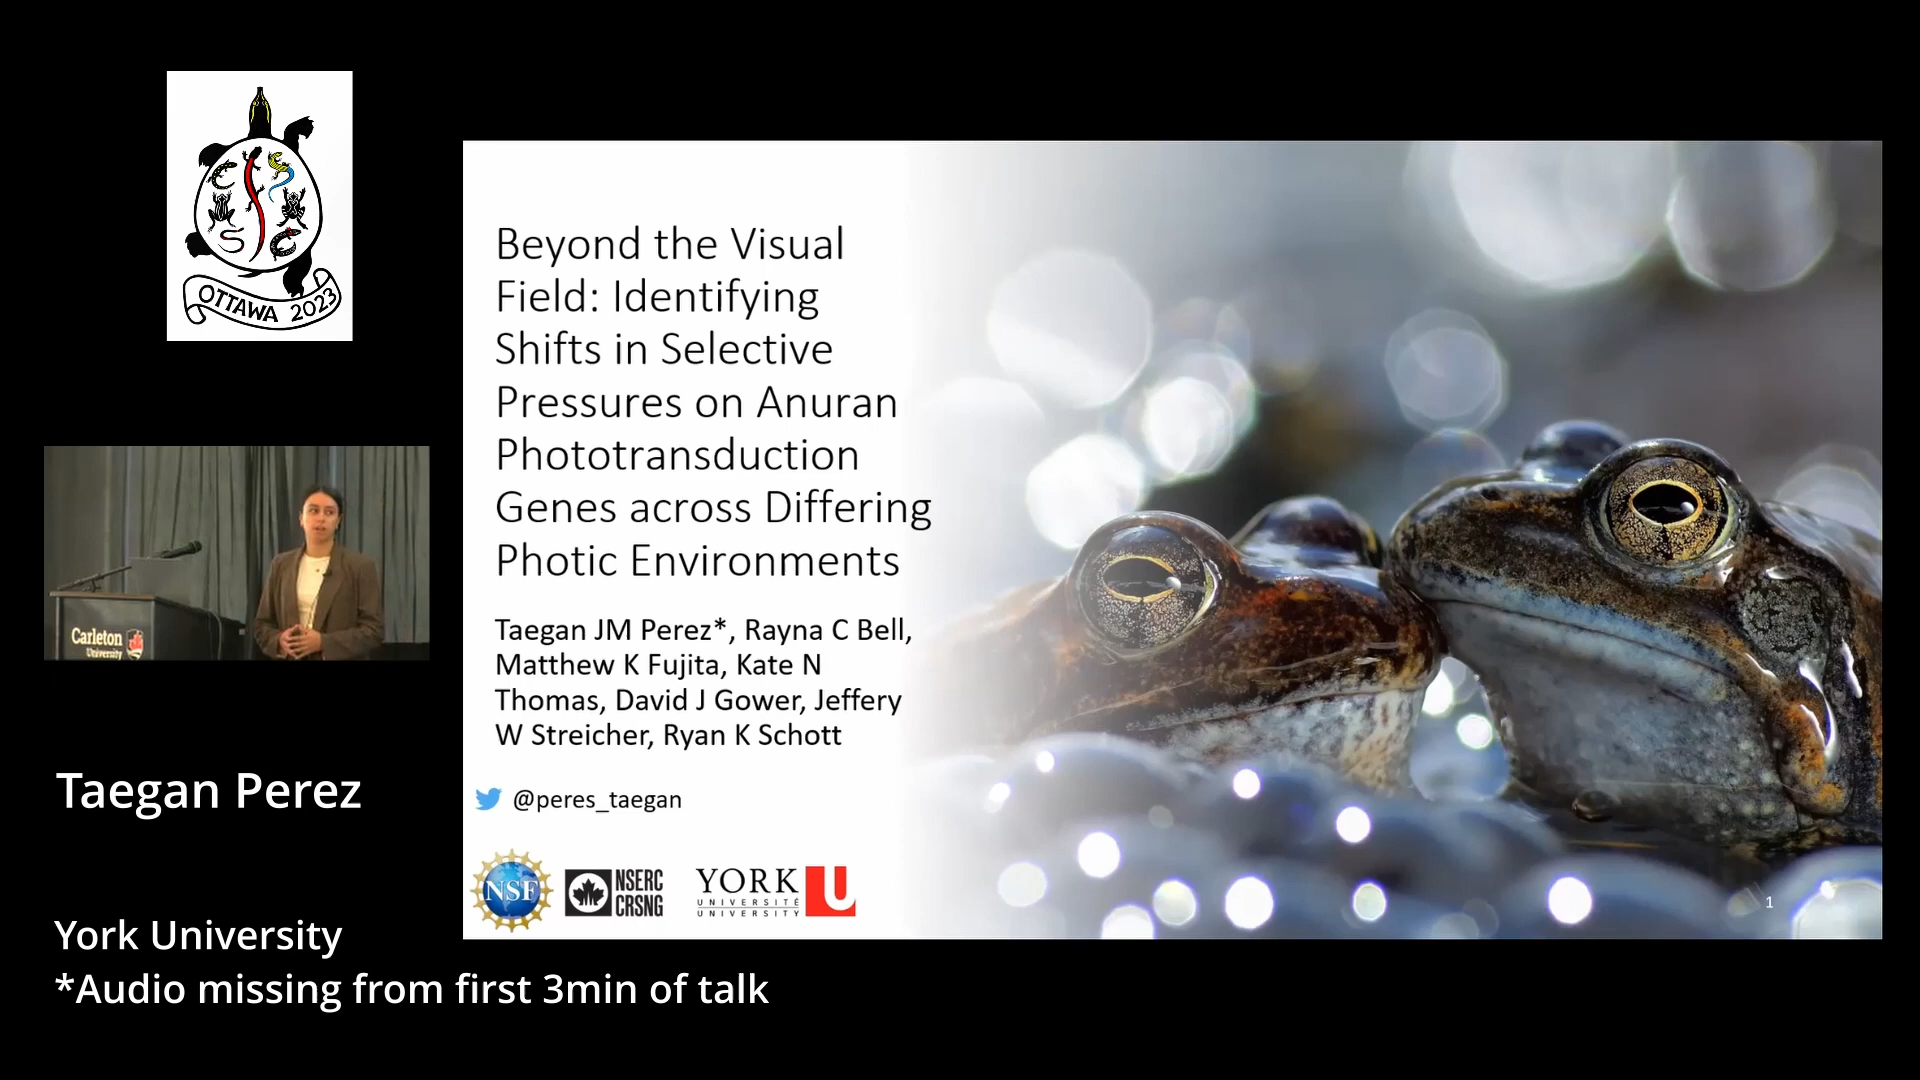 OTTAWA 2023
Carleton
University
Taegan Perez
York University
*Audio missing from first 3min of talk
Beyond the Visual
Field: Identifying
Shifts in Selective
Pressures on Anuran
Phototransduction
Genes across Differing
Photic Environments
Taegan JM Perez*, Rayna C Bell,
Matthew K Fujita, Kate N
Thomas, David J Gower, Jeffery
W Streicher, Ryan K Schott
@peres_taegan
NSF
NSERC
CRSNG
YORK U
UNIVERSITÉ
UNIVERSITY
1